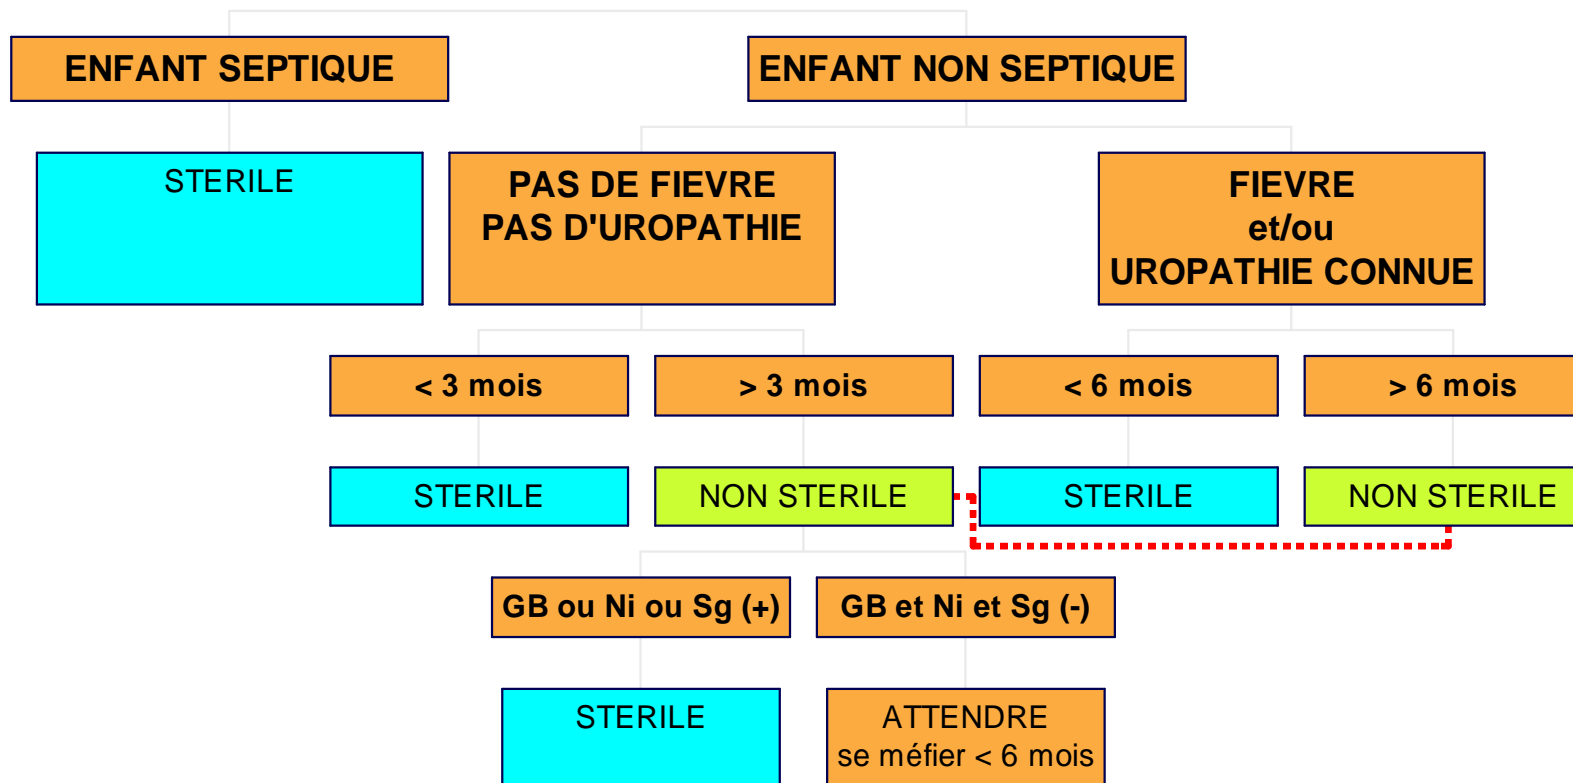 ENFANT SEPTIQUE
ENFANT NON SEPTIQUE
STERILE
PAS DE FIEVRE
PAS D'UROPATHIE
FIEVRE
et/ou
UROPATHIE CONNUE
< 3 mois
> 3 mois
< 6 mois
> 6 mois
STERILE
NON STERILE
STERILE
NON STERILE
GB ou Ni ou Sg (+)
GB et Ni et Sg (-)
STERILE
ATTENDRE
se méfier < 6 mois